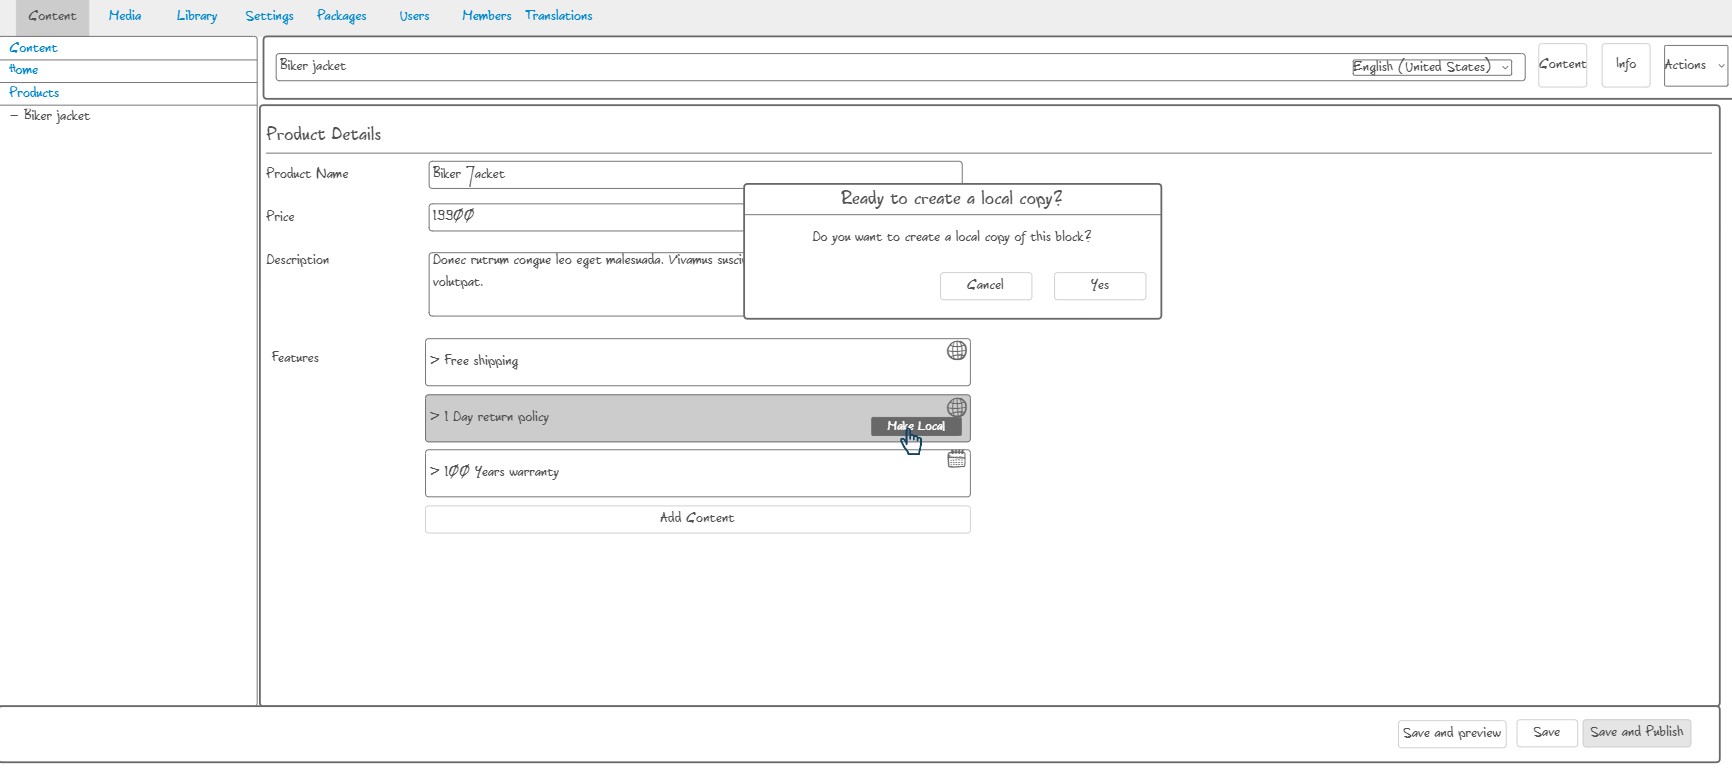 Content Media Library Settings Packages Users Members Translations
Content
Home
Products
– Biker jacket
Biker jacket English (United States) Content Info Actions
Product Details
Product Name Biker Jacket
Price 19900
Description Donec rutrum congue leo eget malesuada. Vivamus susci
volutpat.
Ready to create a local copy?
Do you want to create a local copy of this block?
Cancel Yes
Features > Free shipping
> 1 Day return policy
Make Local
> 100 Years warranty
Add Content
Save and preview Save Save and Publish